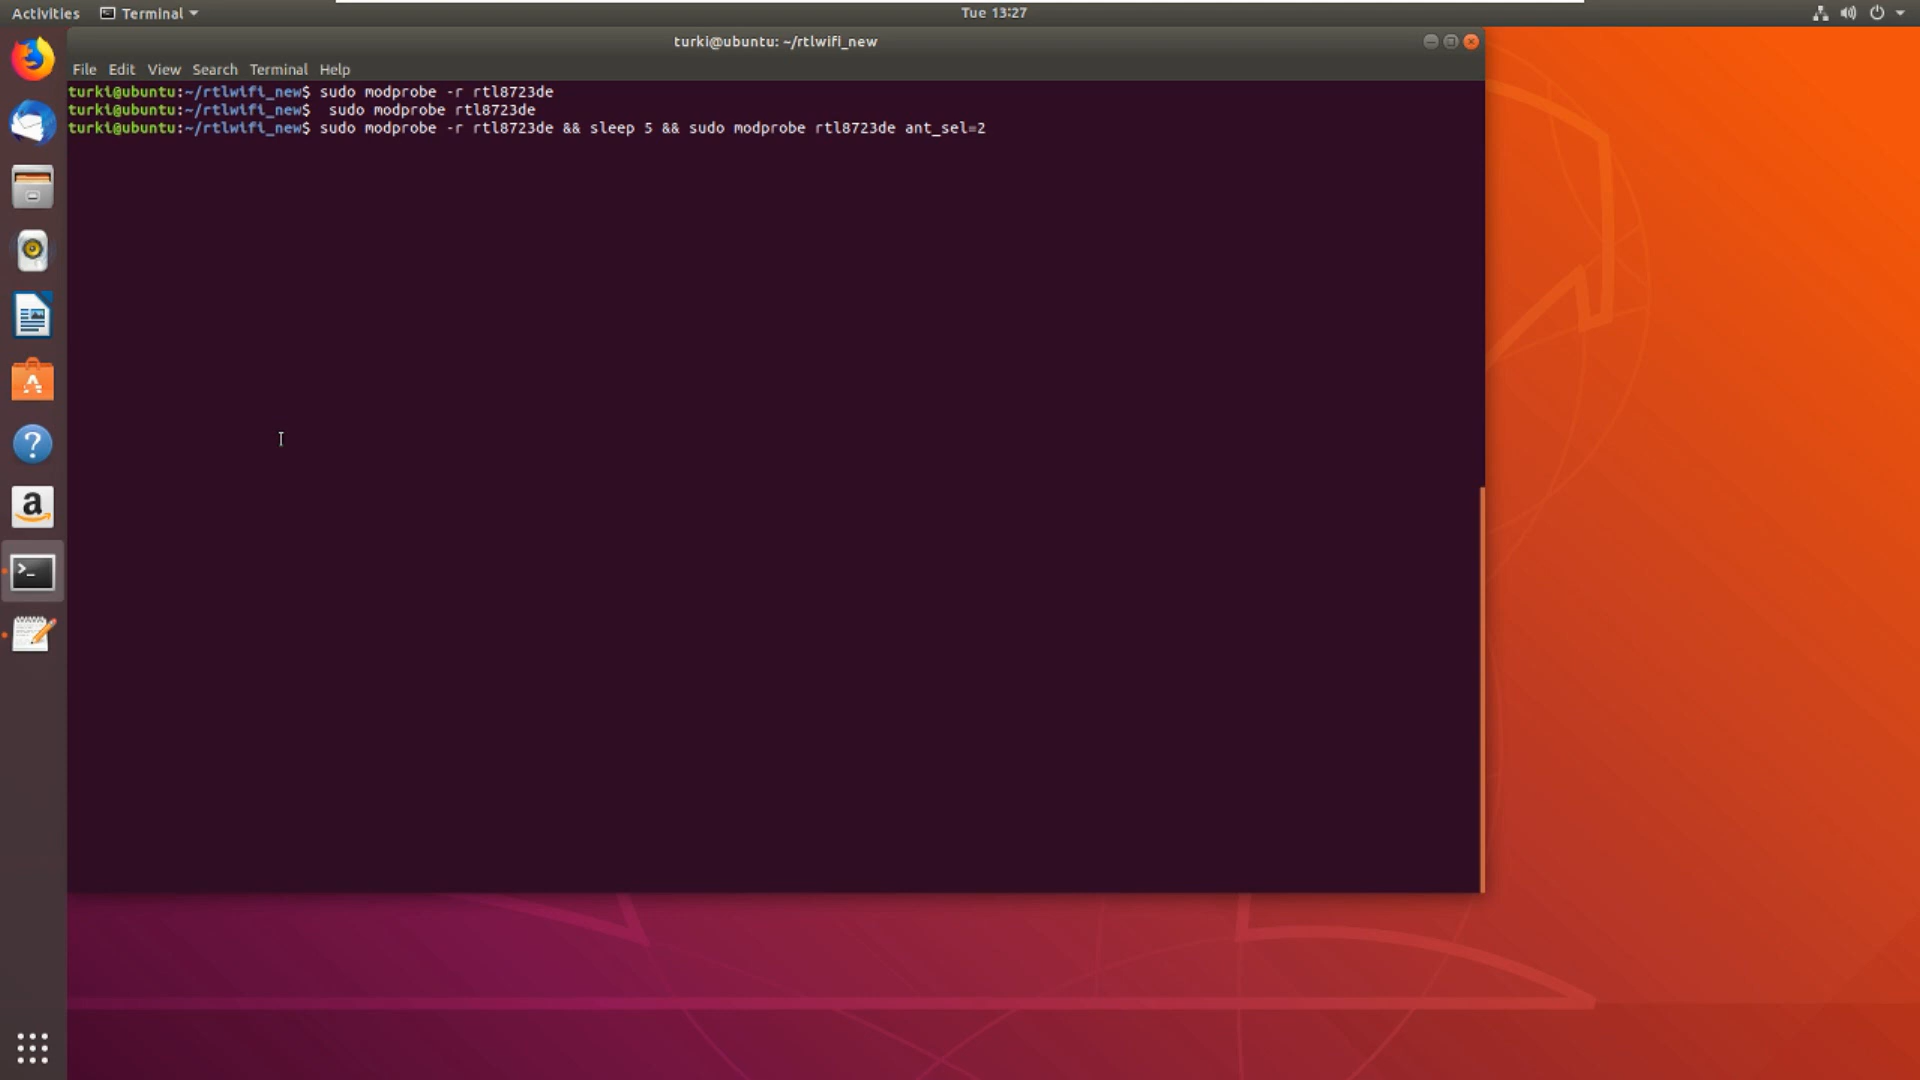 Activities Terminal Tue 13:27
turki@ubuntu: ~/rtlwifi_new
File Edit View Search Terminal Help
turki@ubuntu:~/rtlwifi_new$ sudo modprobe -r rtl8723de
turki@ubuntu:~/rtlwifi_new$  sudo modprobe rtl8723de
turki@ubuntu:~/rtlwifi_new$ sudo modprobe -r rtl8723de && sleep 5 && sudo modprobe rtl8723de ant_sel=2